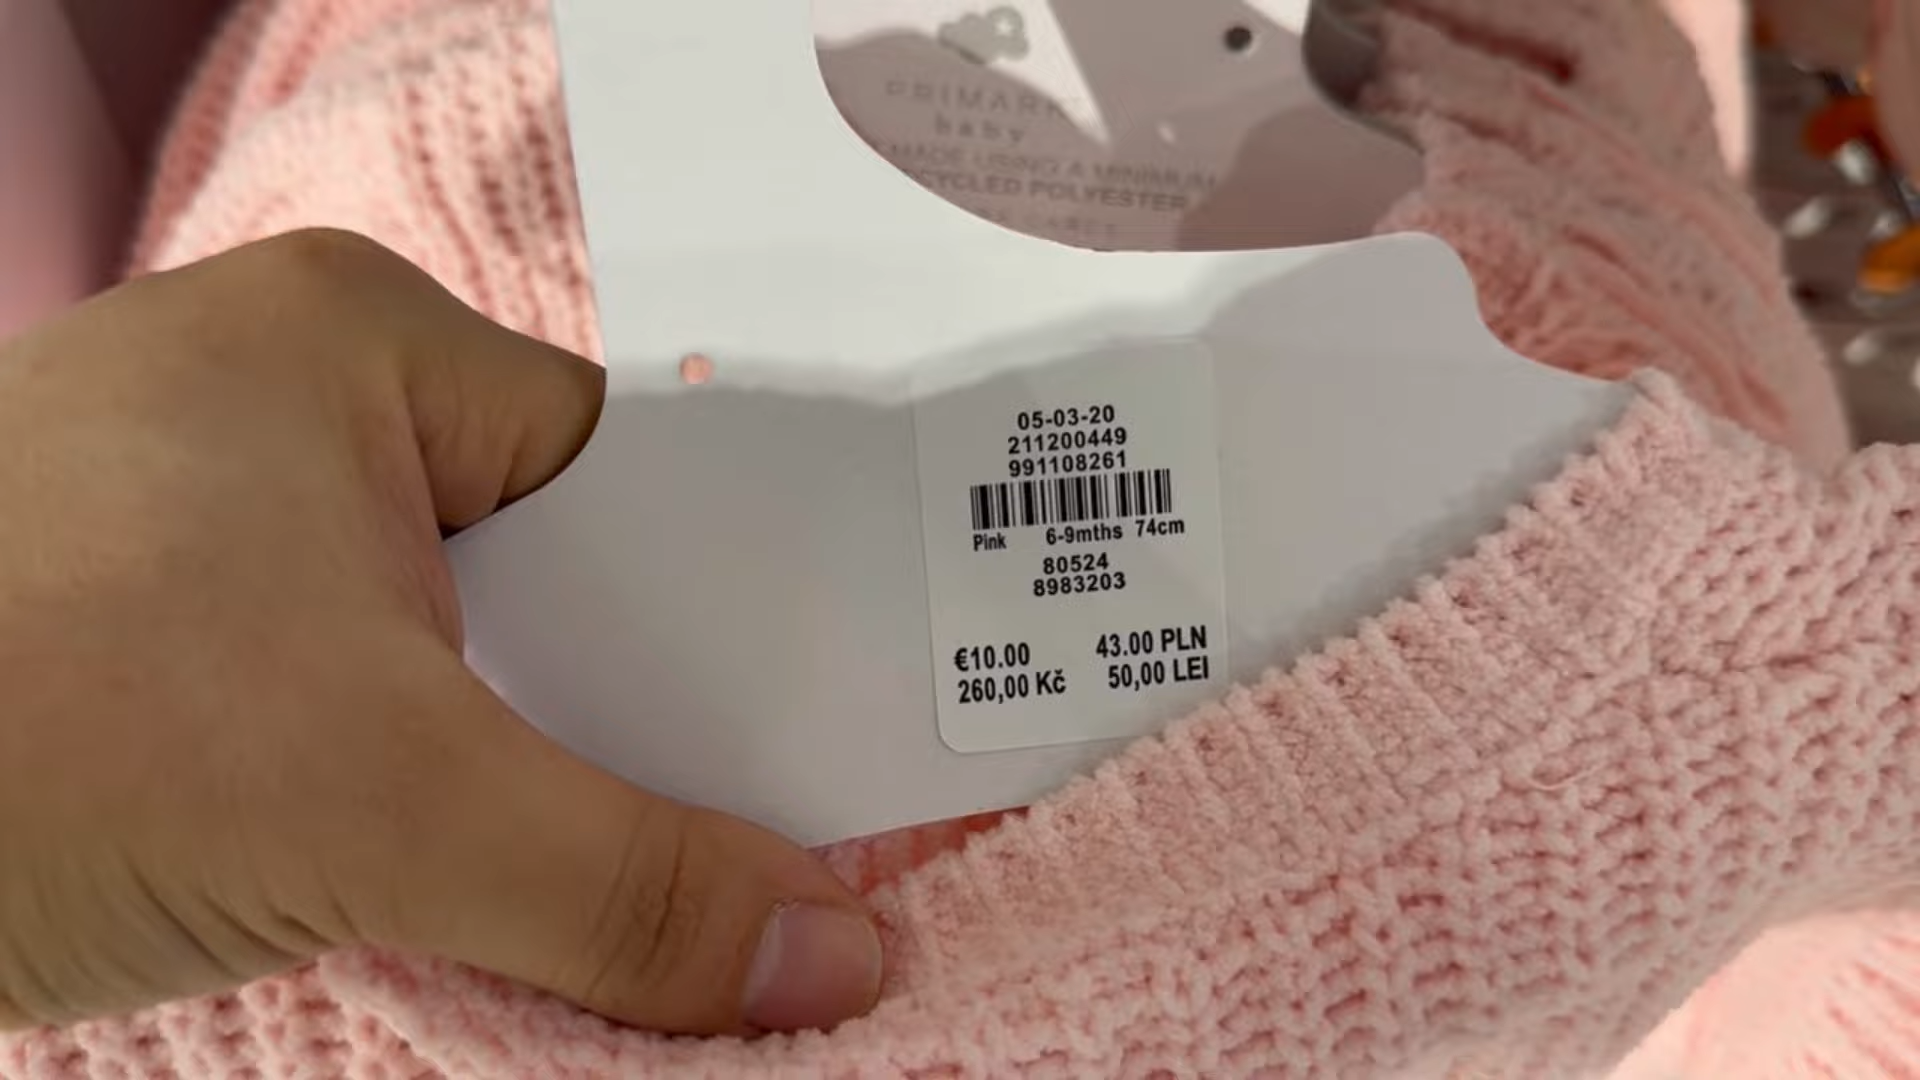 PRIMARK
baby
MADE USING A MINIMUM
RECYCLED POLYESTER
05-03-20
211200449
991108261
Pink 6-9mths 74cm
80524
8983203
€10.00 43.00 PLN
260,00 Kč 50,00 LEI